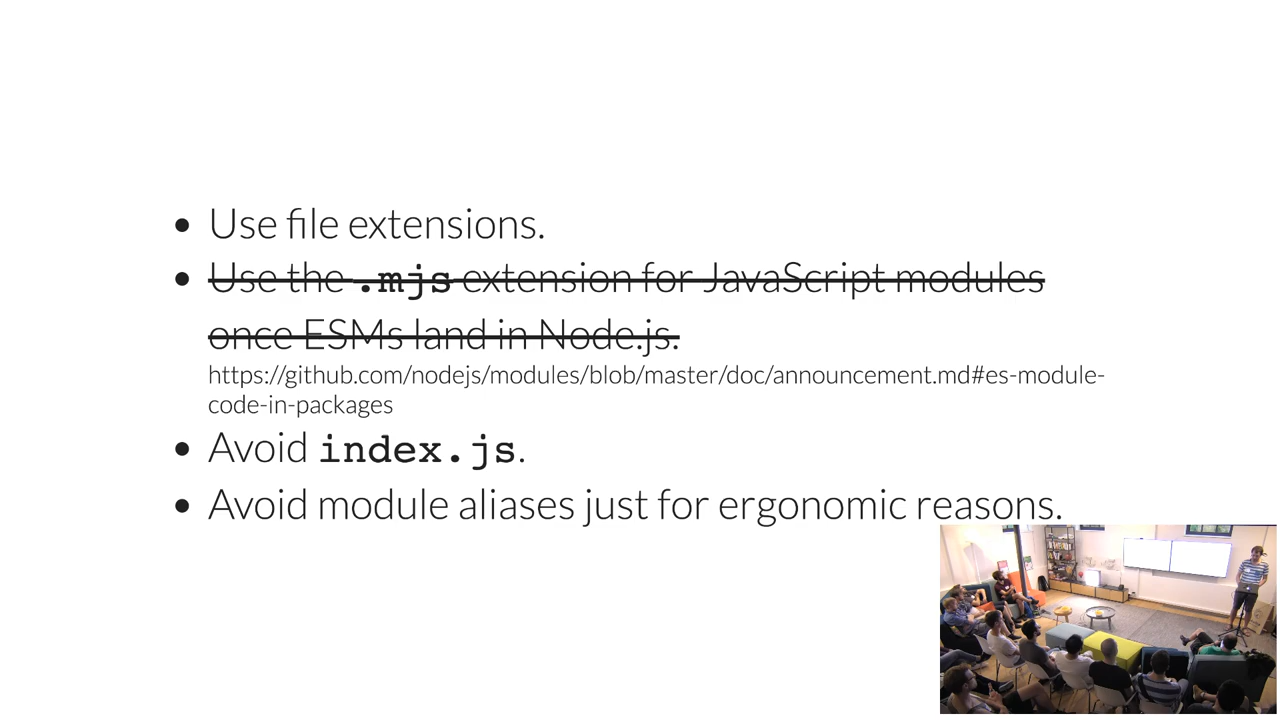 Use file extensions.
Use the .mjs extension for JavaScript modules
once ESMs land in Node.js.
https://github.com/nodejs/modules/blob/master/doc/announcement.md#es-module-
code-in-packages
Avoid index.js.
Avoid module aliases just for ergonomic reasons.